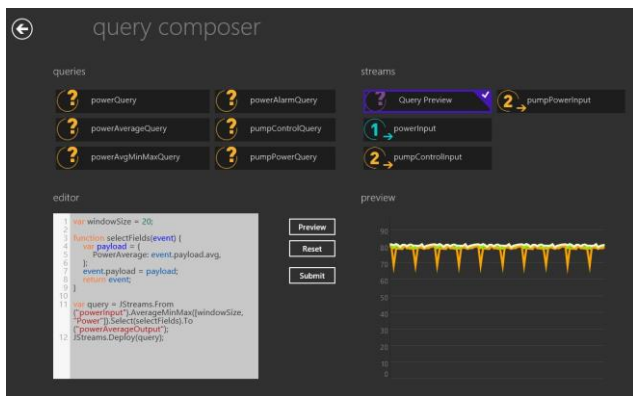 query composer
queries
streams
? powerQuery
? powerAlarmQuery
? Query Preview
2 pumpPowerInput
? powerAverageQuery
? pumpControlQuery
1 powerInput
? powerAvgMinMaxQuery
? pumpPowerQuery
2 pumpControlInput
editor
preview
1 var windowSize = 20;
2
3 function selectFields(event) {
4 var payload = {
5 PowerAverage: event.payload.avg,
6 };
7 event.payload = payload;
8 return event;
9 }
10
11 var query = JStreams.From
("powerInput").AverageMinMax([windowSize,
"Power"]).Select(selectFields).To
("powerAverageOutput");
12 JStreams.Deploy(query);
Preview
Reset
Submit
90
80
70
60
50
40
30
20
10
0